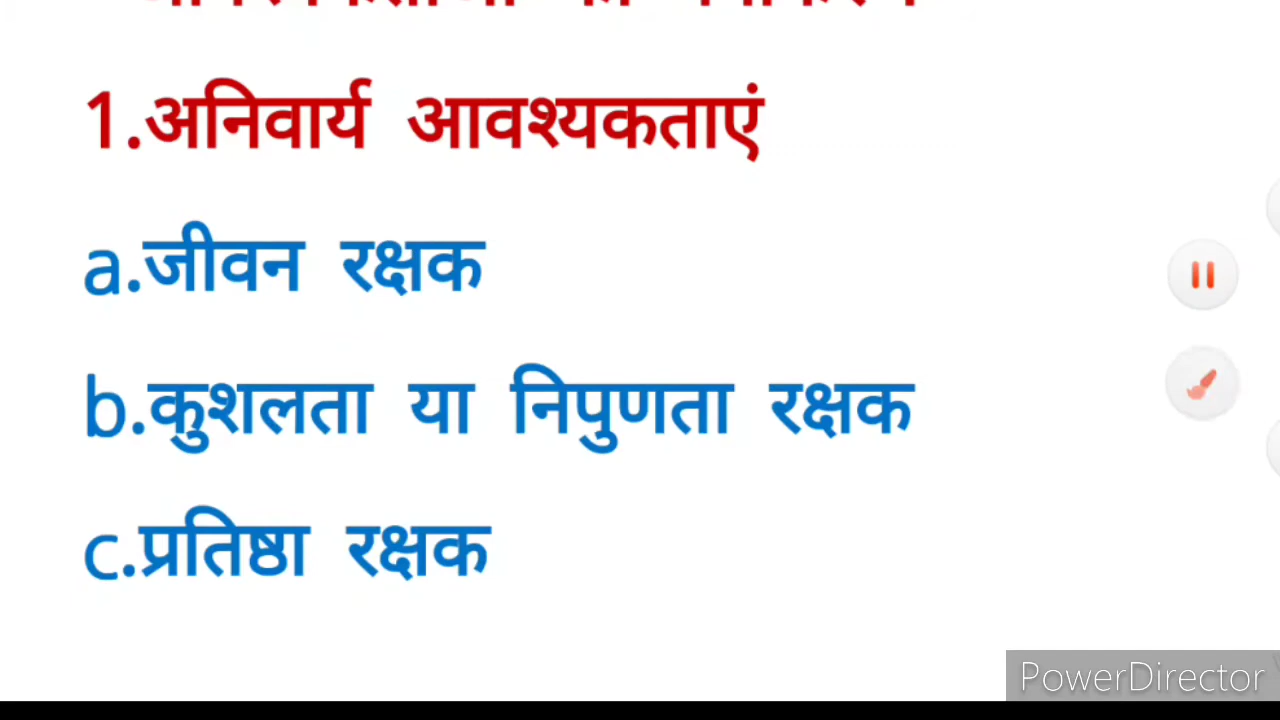 1.अनिवार्य आवश्यकताएं
a.जीवन रक्षक
b.कुशलता या निपुणता रक्षक
c.प्रतिष्ठा रक्षक
PowerDirector